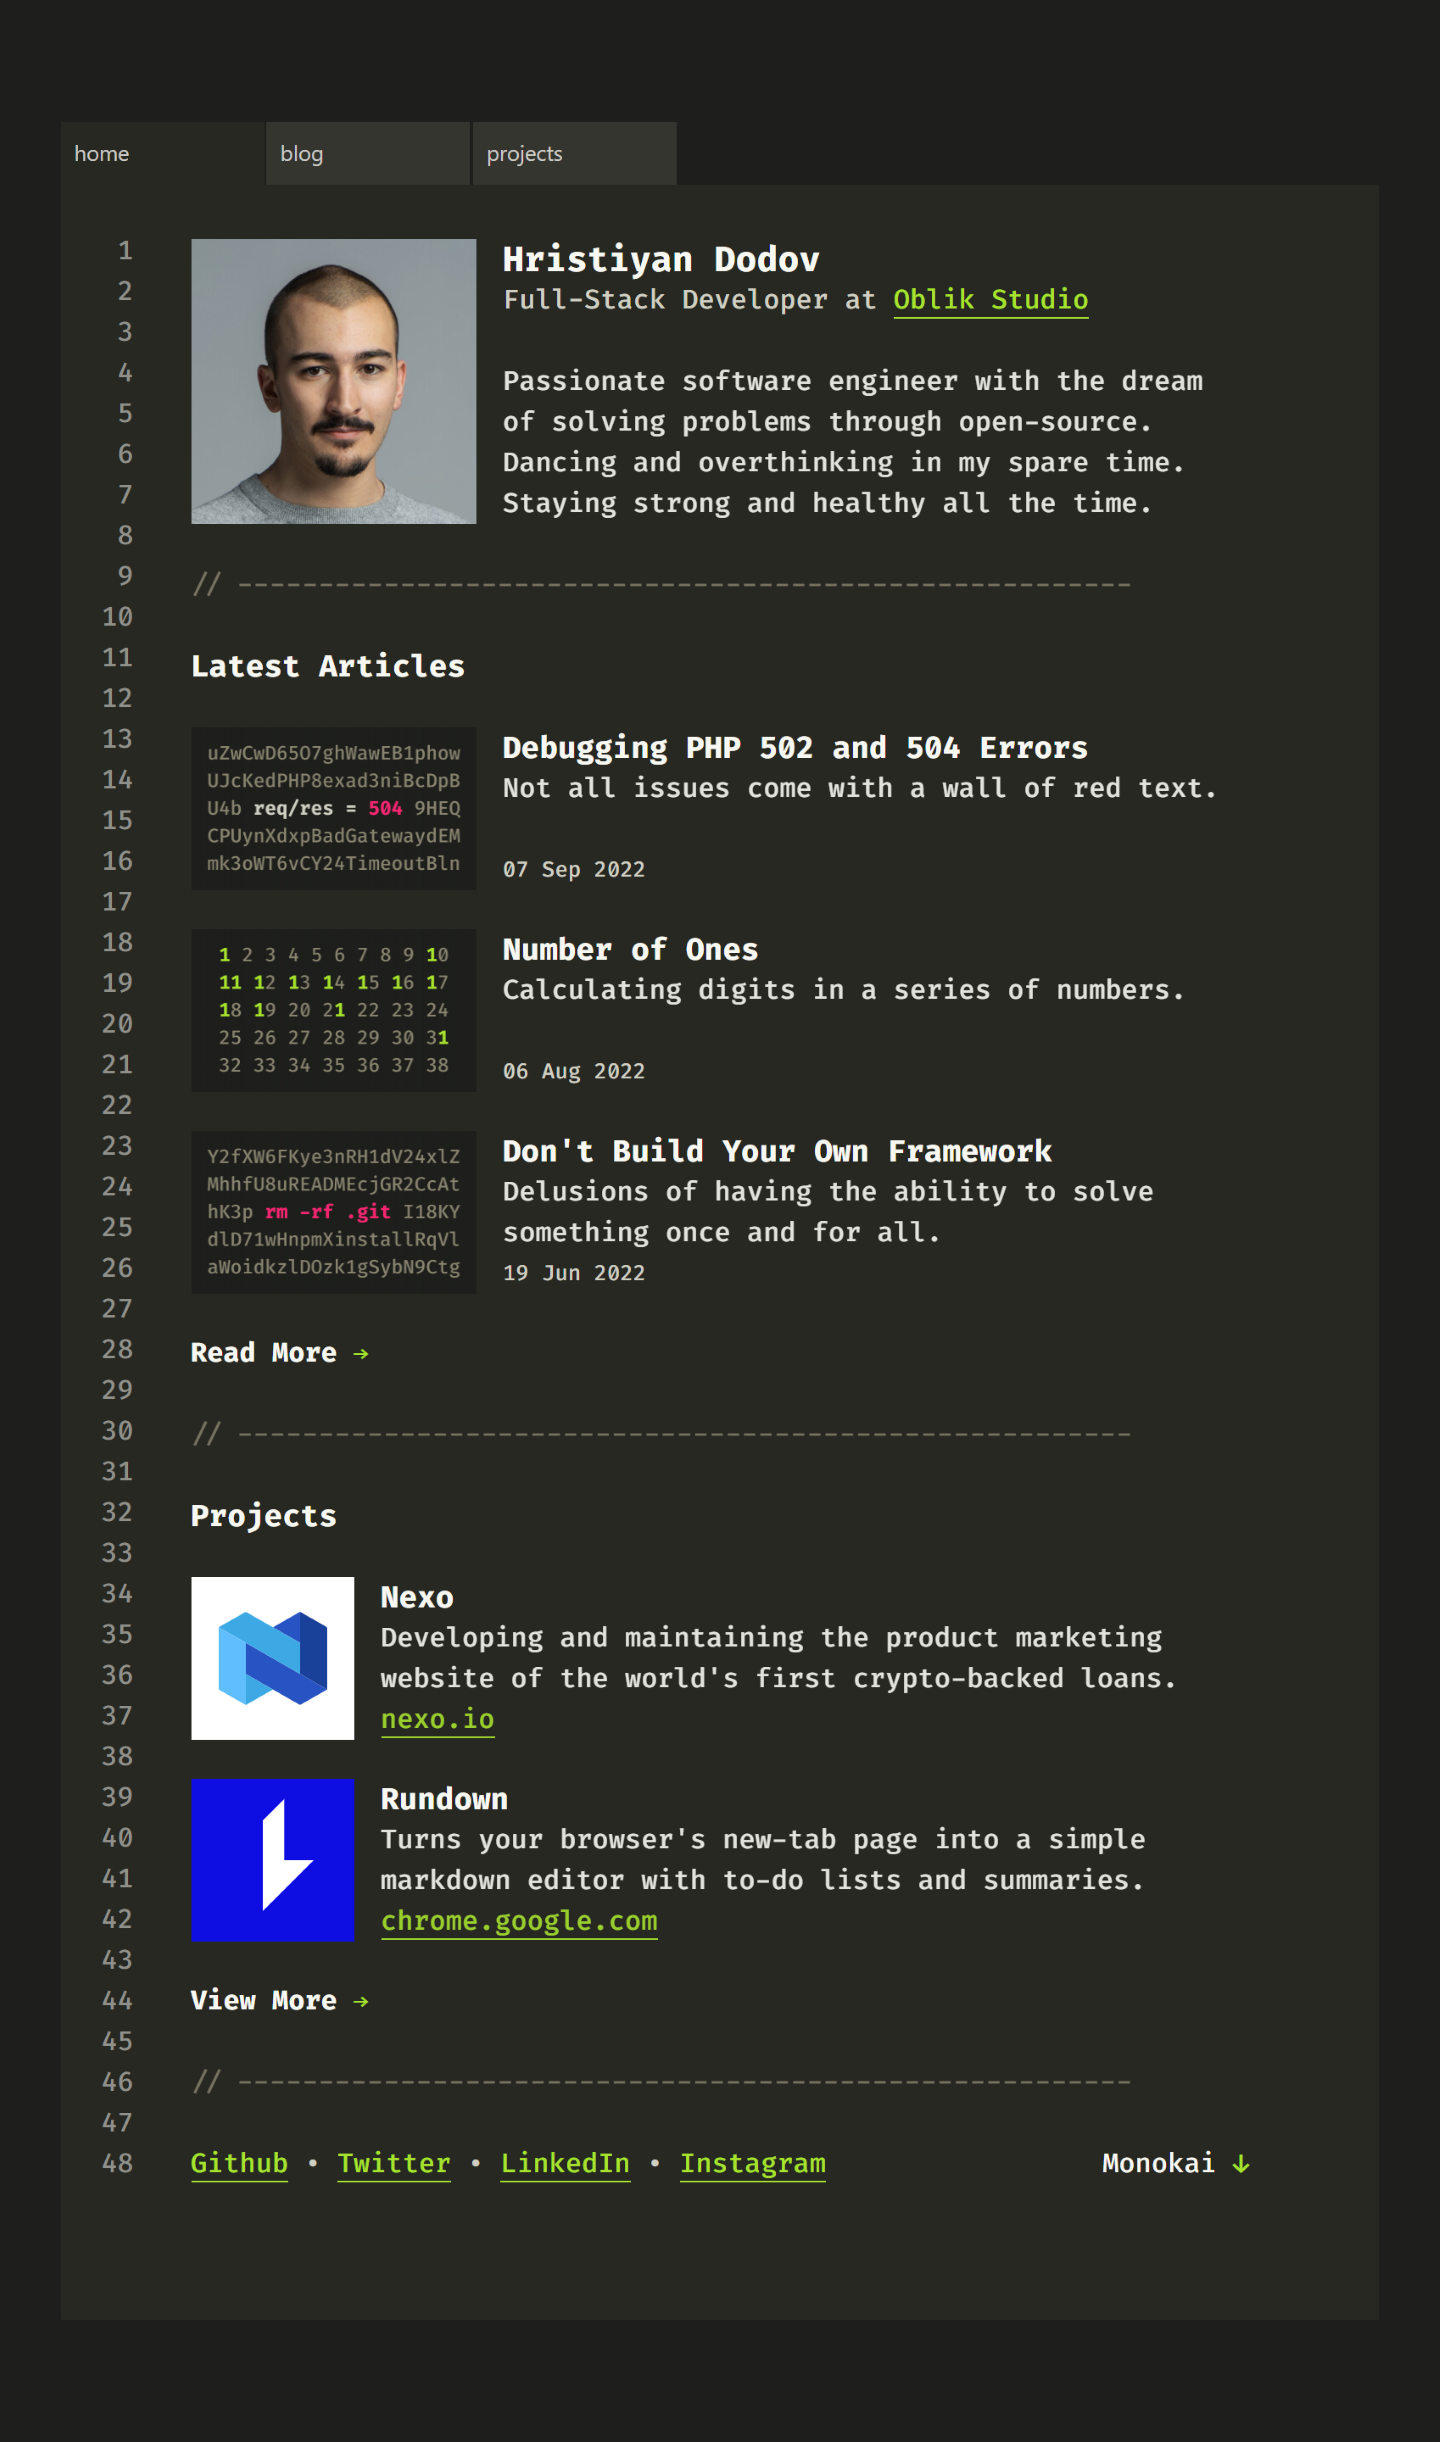 home
blog
projects
1
2
3
4
5
6
7
8
9
10
11
12
13
14
15
16
17
18
19
20
21
22
23
24
25
26
27
28
29
30
31
32
33
34
35
36
37
38
39
40
41
42
43
44
45
46
47
48
Hristiyan Dodov
Full-Stack Developer at Oblik Studio
Passionate software engineer with the dream
of solving problems through open-source.
Dancing and overthinking in my spare time.
Staying strong and healthy all the time.
// -------------------------------------------------------
Latest Articles
uZwCwD65O7ghWawEB1phow
UJcKedPHP8exad3niBcDpB
U4b req/res = 504 9HEQ
CPUynXdxpBadGatewaydEM
mk3oWT6vCY24TimeoutBln
Debugging PHP 502 and 504 Errors
Not all issues come with a wall of red text.
07 Sep 2022
1 2 3 4 5 6 7 8 9 10
11 12 13 14 15 16 17
18 19 20 21 22 23 24
25 26 27 28 29 30 31
32 33 34 35 36 37 38
Number of Ones
Calculating digits in a series of numbers.
06 Aug 2022
Y2fXW6FKye3nRH1dV24xlZ
MhhfU8uREADMEcjGR2CcAt
hK3p rm -rf .git I18KY
dlD71wHnpmXinstallRqVl
aWoidkzlDOzk1gSybN9Ctg
Don't Build Your Own Framework
Delusions of having the ability to solve
something once and for all.
19 Jun 2022
Read More →
// -------------------------------------------------------
Projects
Nexo
Developing and maintaining the product marketing
website of the world's first crypto-backed loans.
nexo.io
Rundown
Turns your browser's new-tab page into a simple
markdown editor with to-do lists and summaries.
chrome.google.com
View More →
// -------------------------------------------------------
Github • Twitter • LinkedIn • Instagram
Monokai ↓